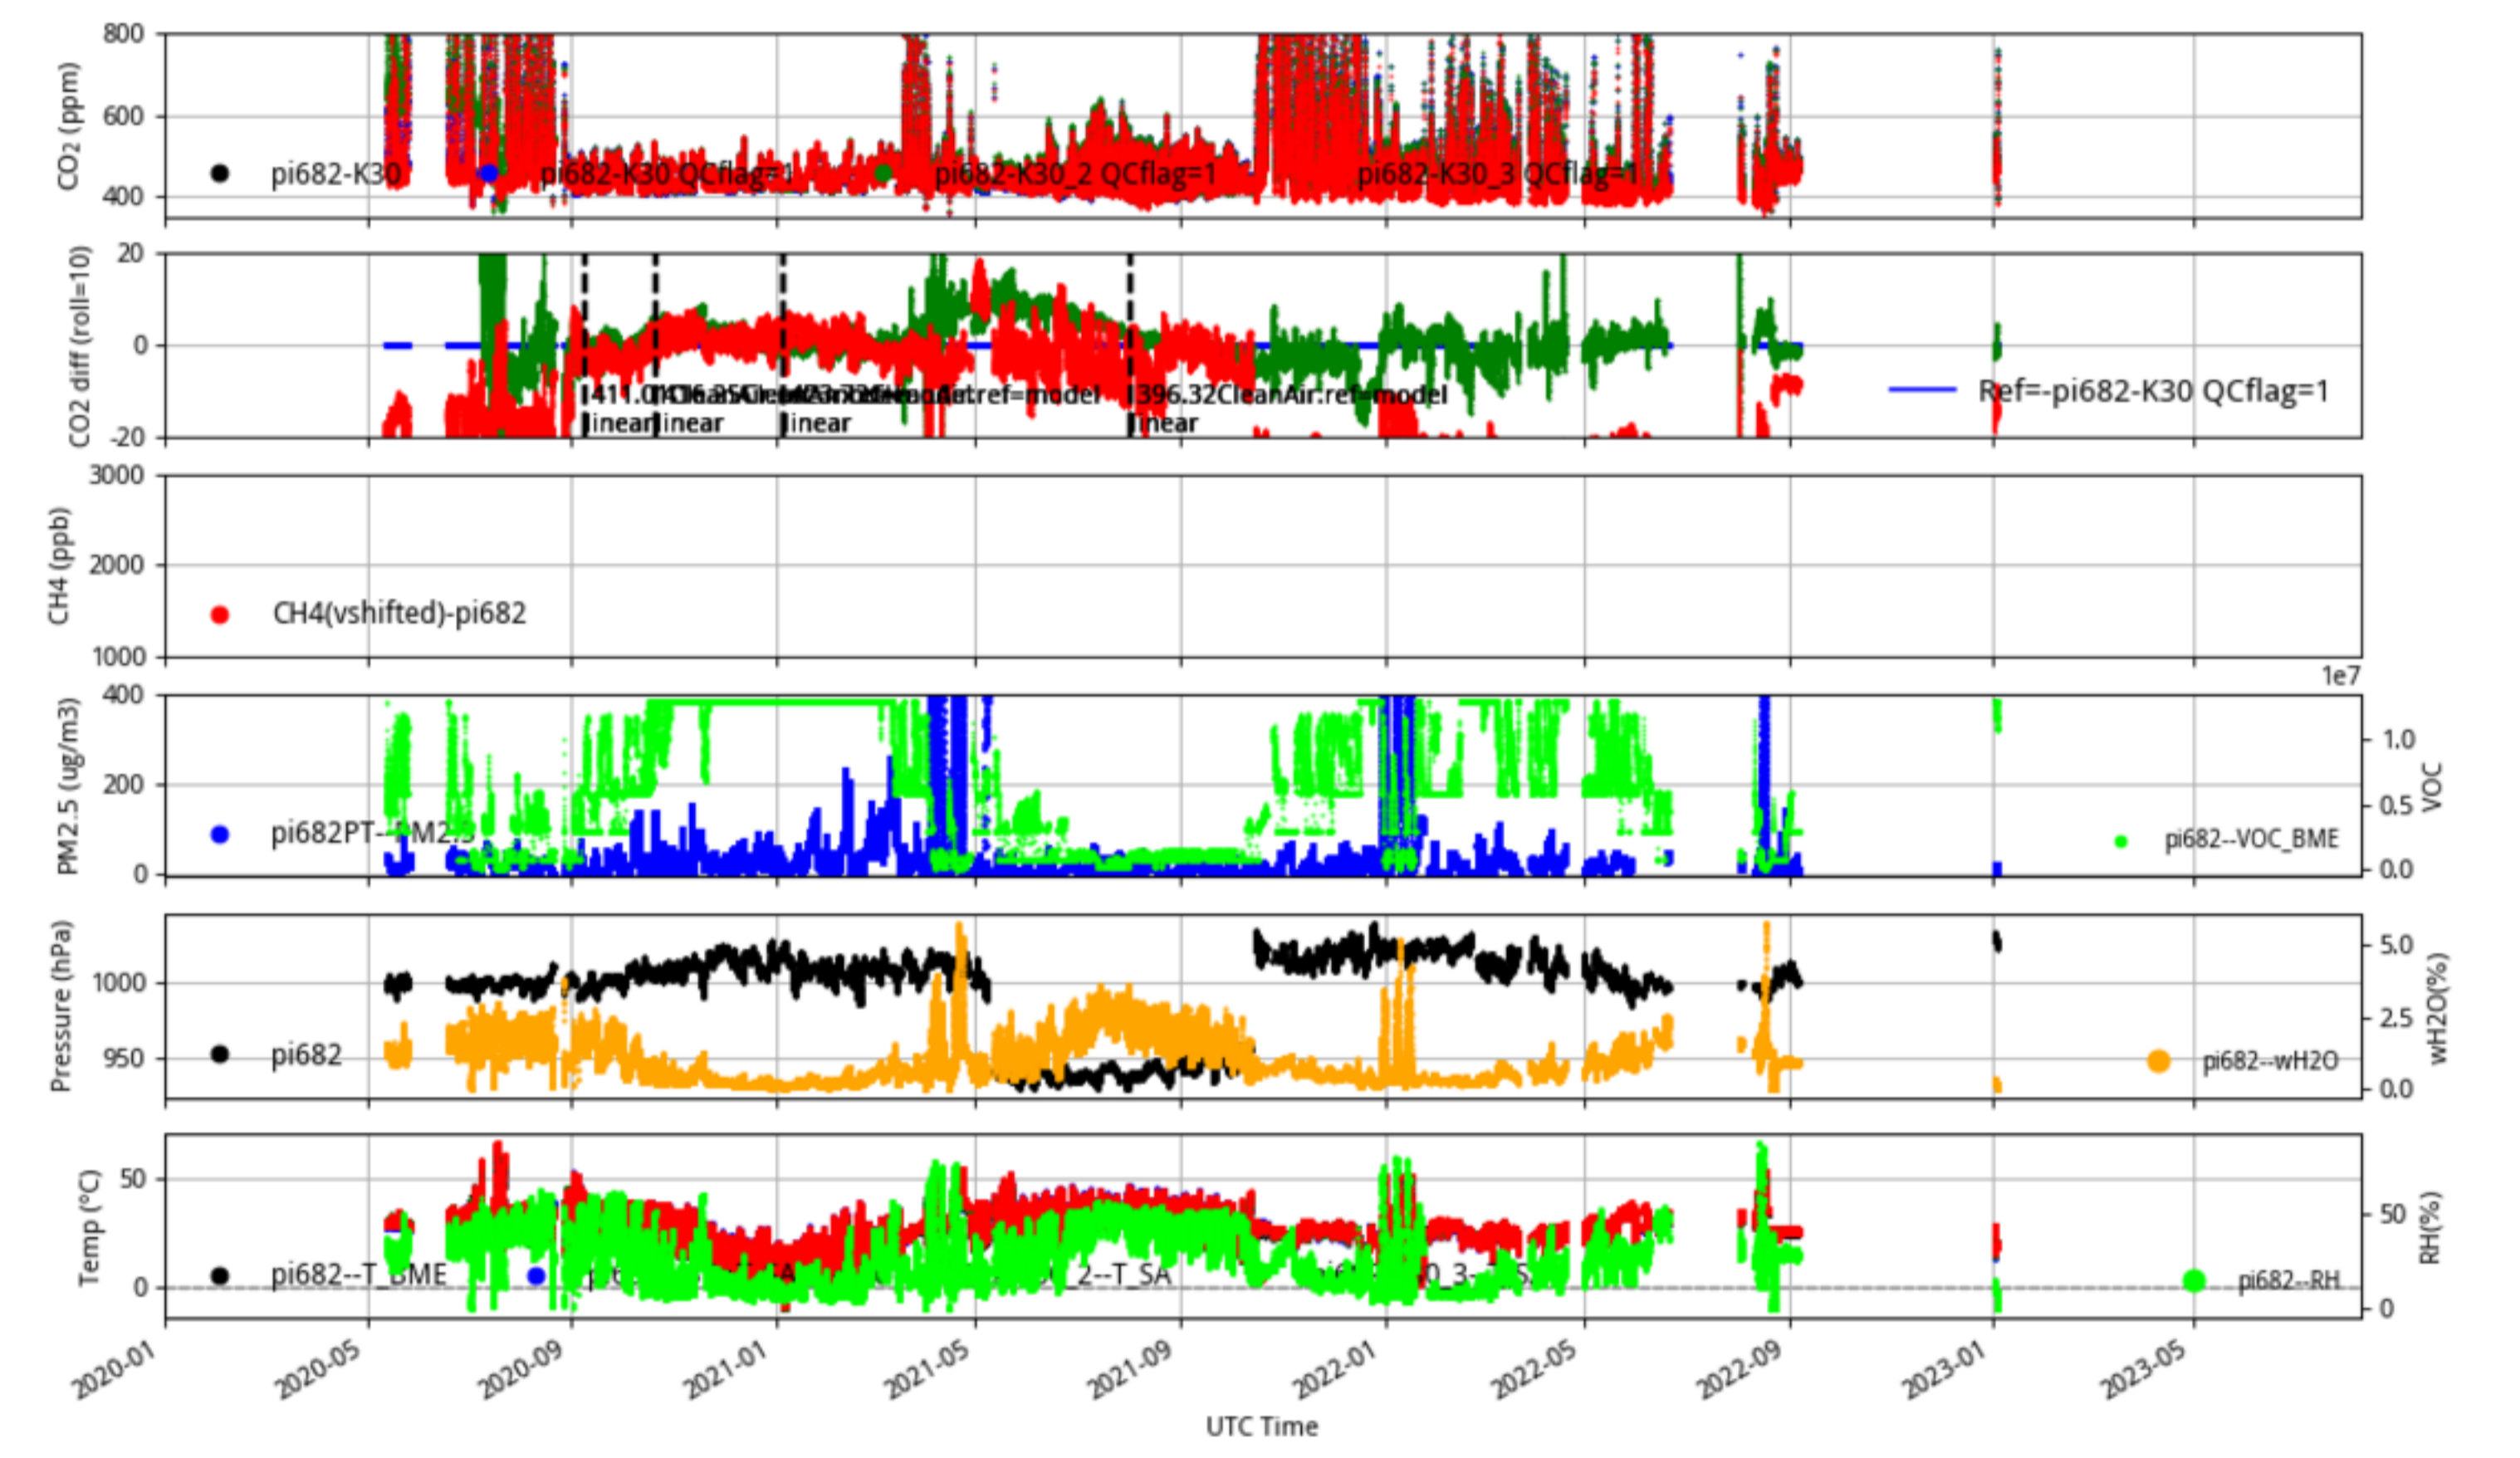 800
600
400
CO2 (ppm)
pi682-K30
pi682-K30 QCflag=1
pi682-K30_2 QCflag=1
pi682-K30_3 QCflag=1
20
0
-20
CO2 diff (roll=10)
linear
linear
linear
396.32CleanAir:ref=model
linear
Ref=-pi682-K30 QCflag=1
3000
2000
1000
CH4 (ppb)
CH4(vshifted)-pi682
1e7
400
200
0
PM2.5 (ug/m3)
pi682PT--PM2.5
1.0
0.5
0.0
VOC
pi682--VOC_BME
1000
950
Pressure (hPa)
pi682
5.0
2.5
0.0
wH2O(%)
pi682--wH2O
50
0
Temp (°C)
pi682--T_BME
50
0
RH(%)
pi682--RH
2020-01
2020-05
2020-09
2021-01
2021-05
2021-09
2022-01
2022-05
2022-09
2023-01
2023-05
UTC Time